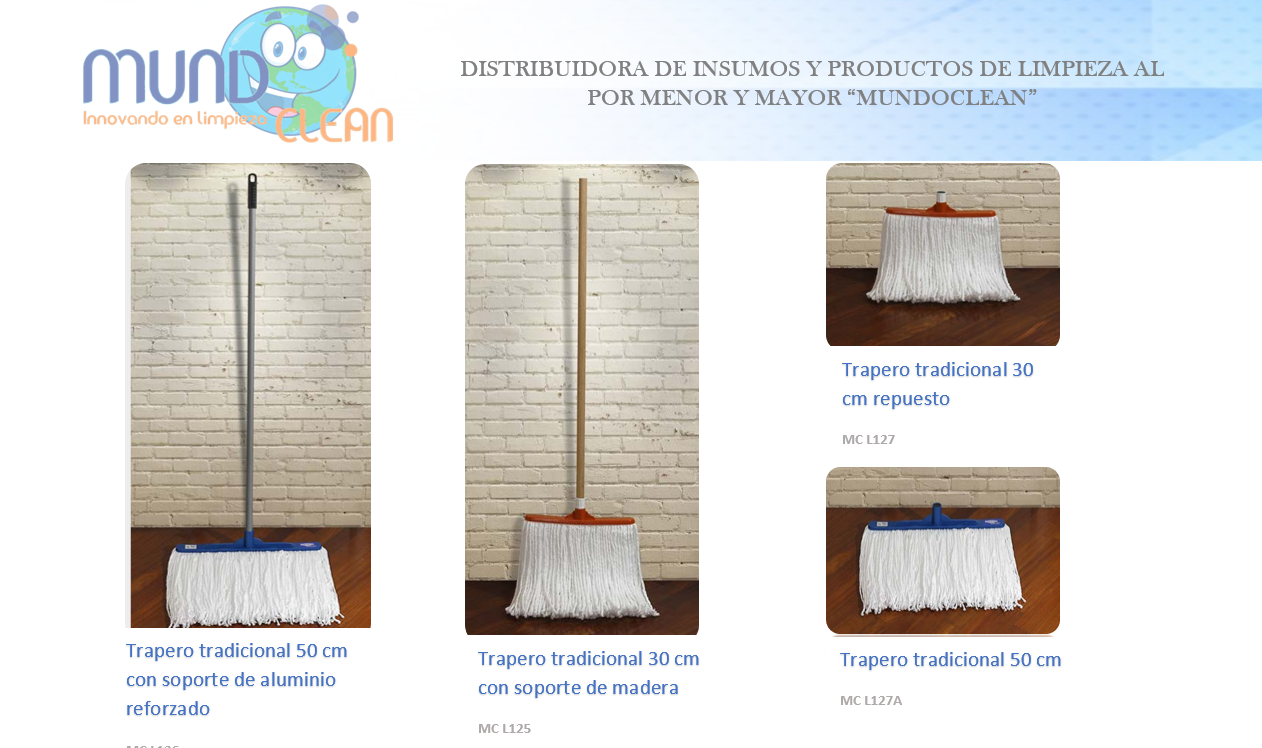 MUND
Innovando en limpieza
CLEAN
DISTRIBUIDORA DE INSUMOS Y PRODUCTOS DE LIMPIEZA AL
POR MENOR Y MAYOR “MUNDOCLEAN”
Trapero tradicional 50 cm
con soporte de aluminio
reforzado
Trapero tradicional 30 cm
con soporte de madera
MC L125
Trapero tradicional 30
cm repuesto
MC L127
Trapero tradicional 50 cm
MC L127A